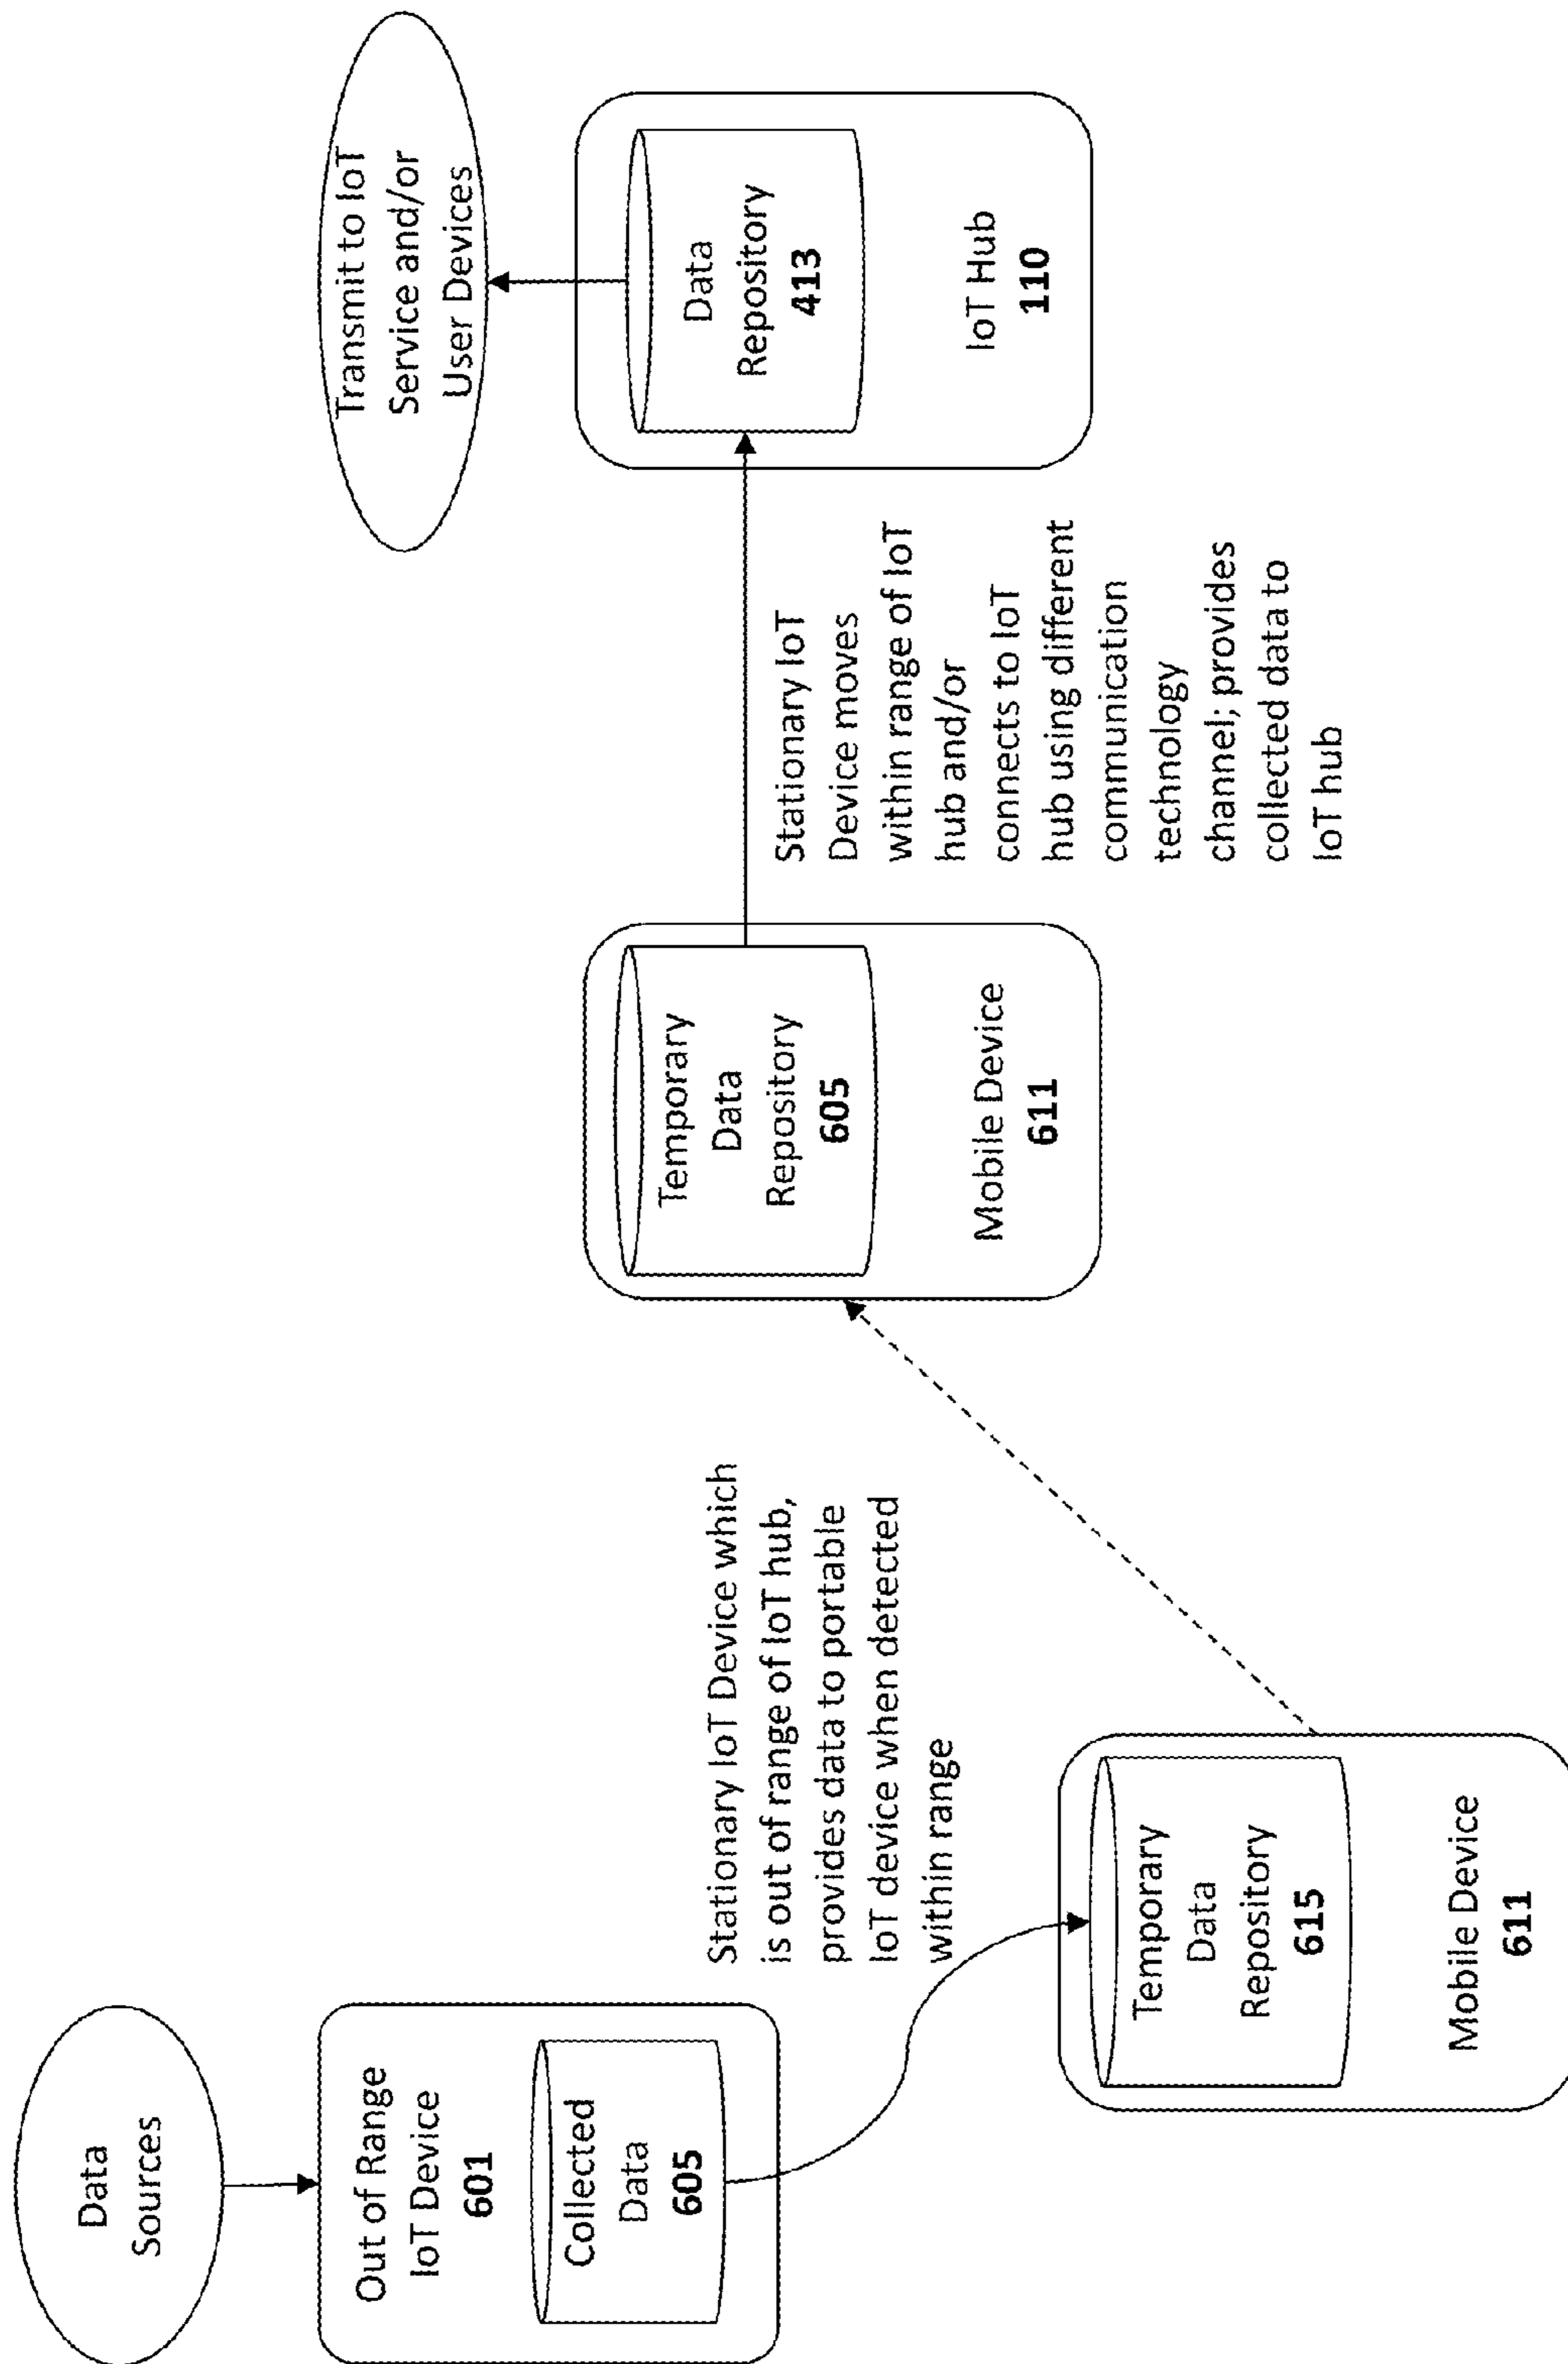 Data
Sources
Out of Range
IoT Device
601
Collected
Data
605
Stationary IoT Device which
is out of range of IoT hub,
provides data to portable
IoT device when detected
within range
Temporary
Data
Repository
615
Mobile Device
611
Temporary
Data
Repository
605
Mobile Device
611
Stationary IoT
Device moves
within range of IoT
hub and/or
connects to IoT
hub using different
communication
technology
channel; provides
collected data to
IoT hub
Transmit to IoT
Service and/or
User Devices
Data
Repository
413
IoT Hub
110